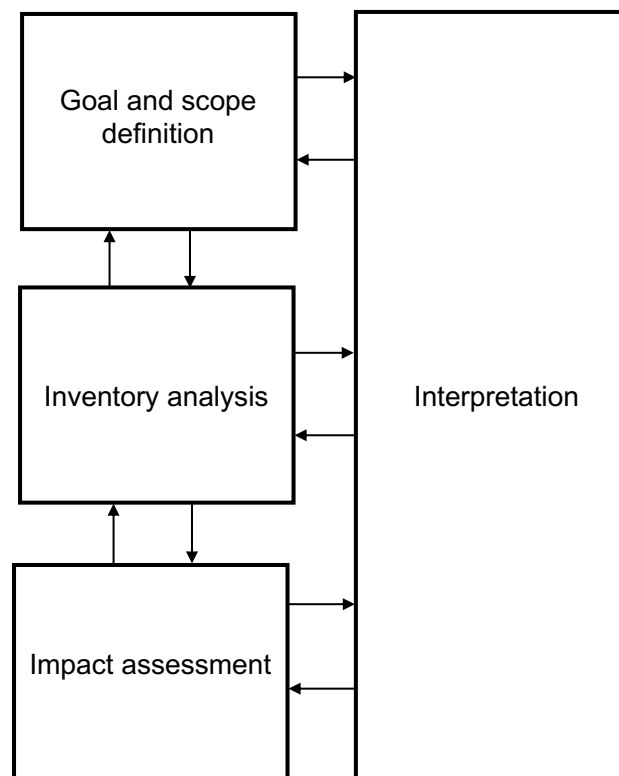 Goal and scope
definition
Inventory analysis
Interpretation
Impact assessment